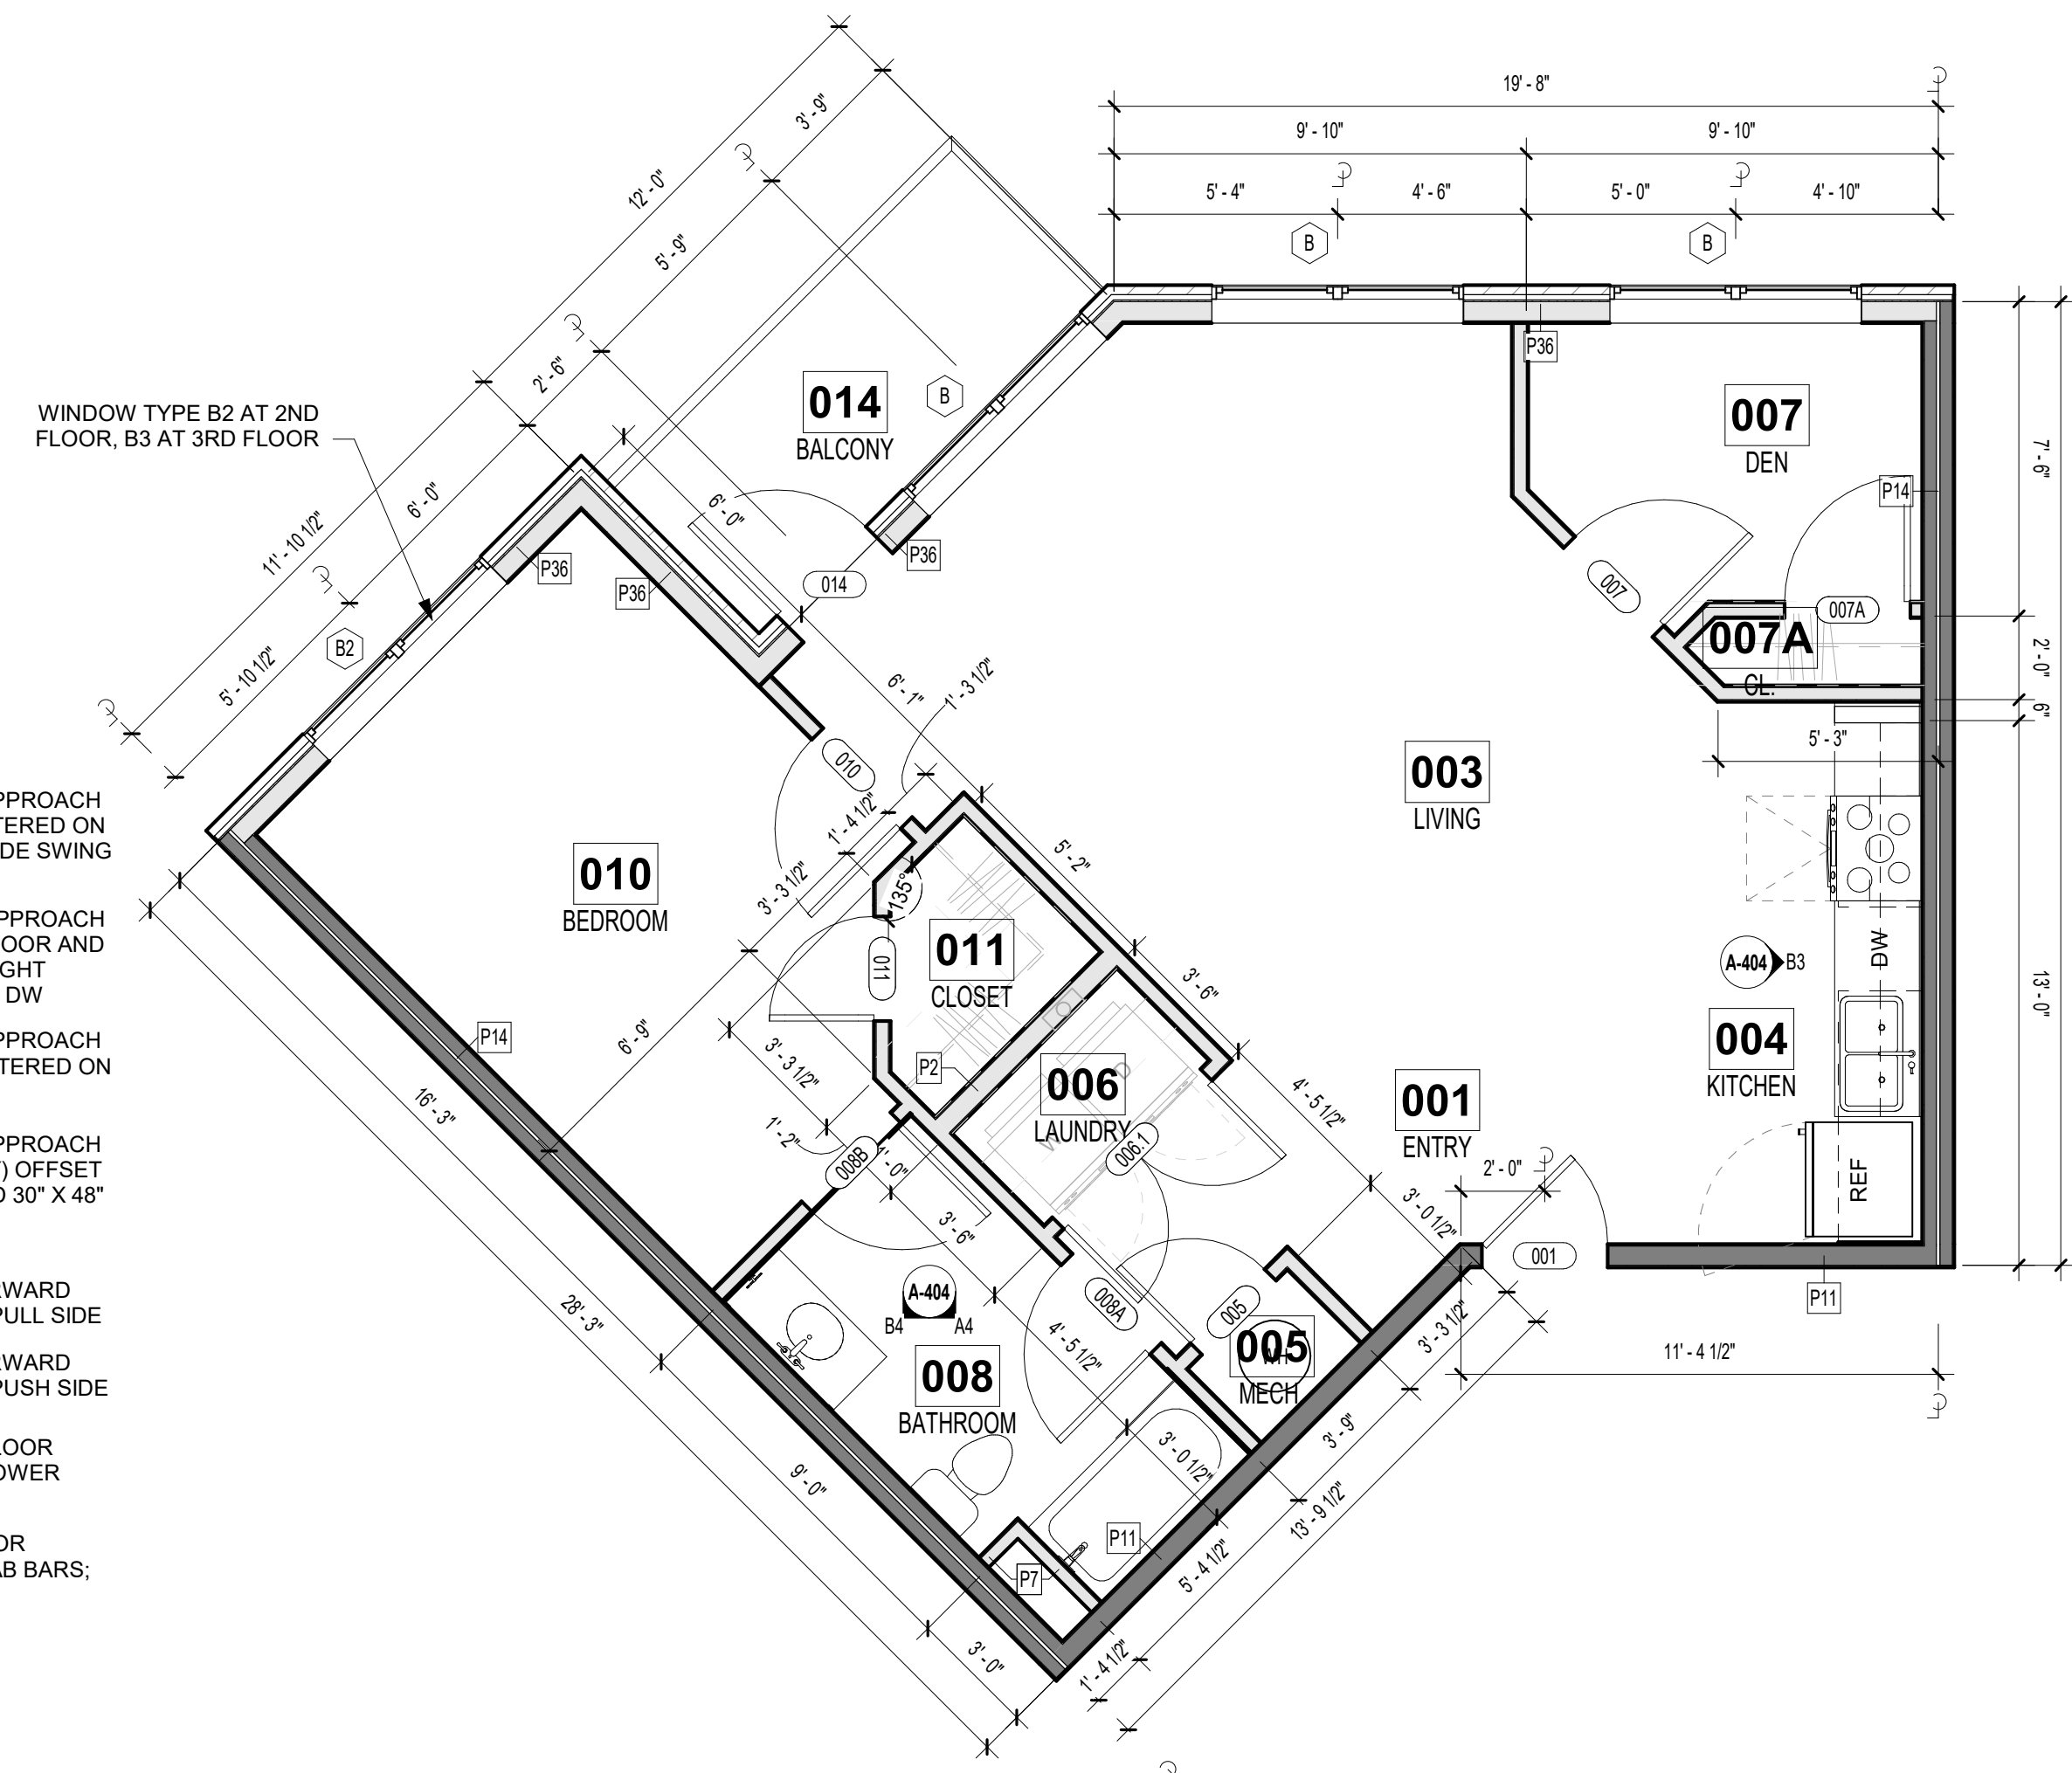 19' - 8"
9' - 10"
9' - 10"
5' - 4"
4' - 6"
5' - 0"
4' - 10"
B
B
3' - 9"
12' - 0"
5' - 9"
2' - 6"
11' - 10 1/2"
6' - 0"
5' - 10 1/2"
WINDOW TYPE B2 AT 2ND
FLOOR, B3 AT 3RD FLOOR
B2
B
014
BALCONY
6' - 0"
014
P36
P36
P36
P36
007
DEN
P14
007
007A
007A
CL.
7' - 6"
2' - 0"
6"
13' - 0"
5' - 3"
6' - 1"
1' - 3 1/2"
010
1' - 4 1/2"
3' - 3 1/2"
135°
003
LIVING
5' - 2"
010
BEDROOM
011
011
CLOSET
3' - 6"
DW
A-404
B3
004
KITCHEN
REF
P14
6' - 9"
3' - 3 1/2"
P2
006
LAUNDRY
W
D
006.1
4' - 5 1/2"
001
ENTRY
2' - 0"
001
3' - 0 1/2"
P11
11' - 4 1/2"
1' - 2"
008B
1' - 0"
3' - 6"
16' - 3"
28' - 3"
A-404
B4
A4
008A
005
005
WH
MECH
3' - 3 1/2"
4' - 5 1/2"
008
BATHROOM
3' - 0 1/2"
3' - 9"
13' - 9 1/2"
5' - 4 1/2"
P11
P7
9' - 0"
3' - 0"
1' - 4 1/2"
PPROACH
TERED ON
DE SWING
PPROACH
OOR AND
GHT
DW
PPROACH
TERED ON
PPROACH
) OFFSET
30" X 48"
RWARD
PULL SIDE
RWARD
PUSH SIDE
LOOR
OWER
OR
AB BARS;